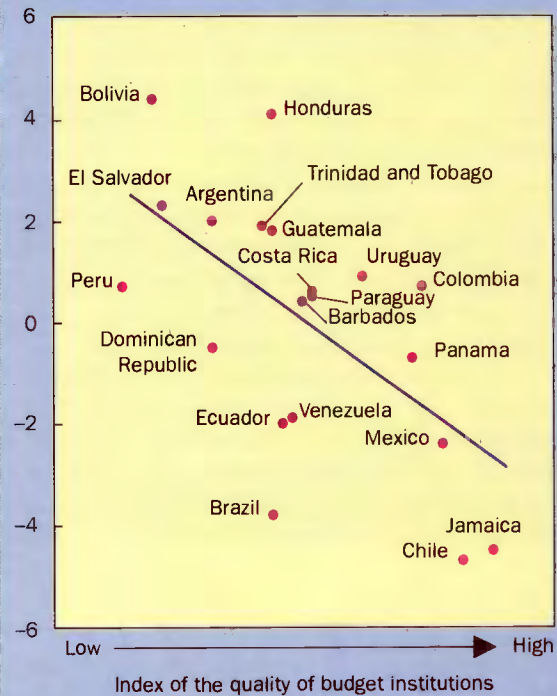 6
Bolivia
Honduras
4
Trinidad and Tobago
El Salvador
Argentina
2
Guatemala
Costa Rica
Uruguay
Peru
Colombia
Paraguay
Barbados
0
Dominican
Republic
Panama
Ecuador
Venezuela
–2
Mexico
Brazil
–4
Jamaica
Chile
–6
Low
High
Index of the quality of budget institutions